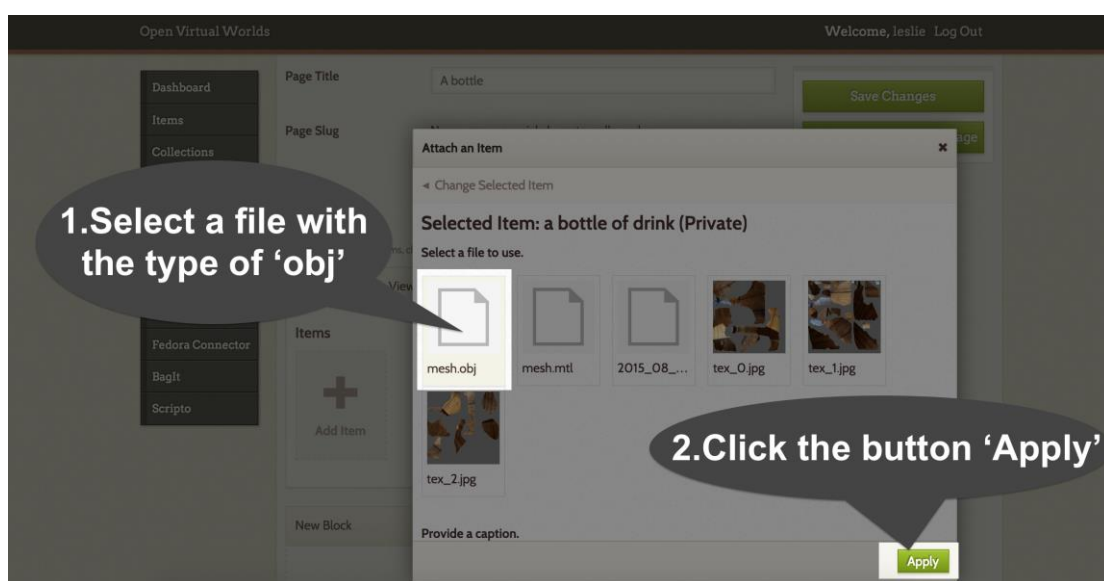 Open Virtual Worlds
Welcome, leslie Log Out
Dashboard
Items
Collections
Page Title
A bottle
Save Changes
Page Slug
age
Attach an Item
◄ Change Selected Item
1.Select a file with
the type of ‘obj’
Selected Item: a bottle of drink (Private)
Select a file to use.
View
Items
Fedora Connector
BagIt
Scripto
Add Item
mesh.obj
mesh.mtl
2015_08_...
tex_0.jpg
tex_1.jpg
tex_2.jpg
2.Click the button ‘Apply’
New Block
Provide a caption.
Apply